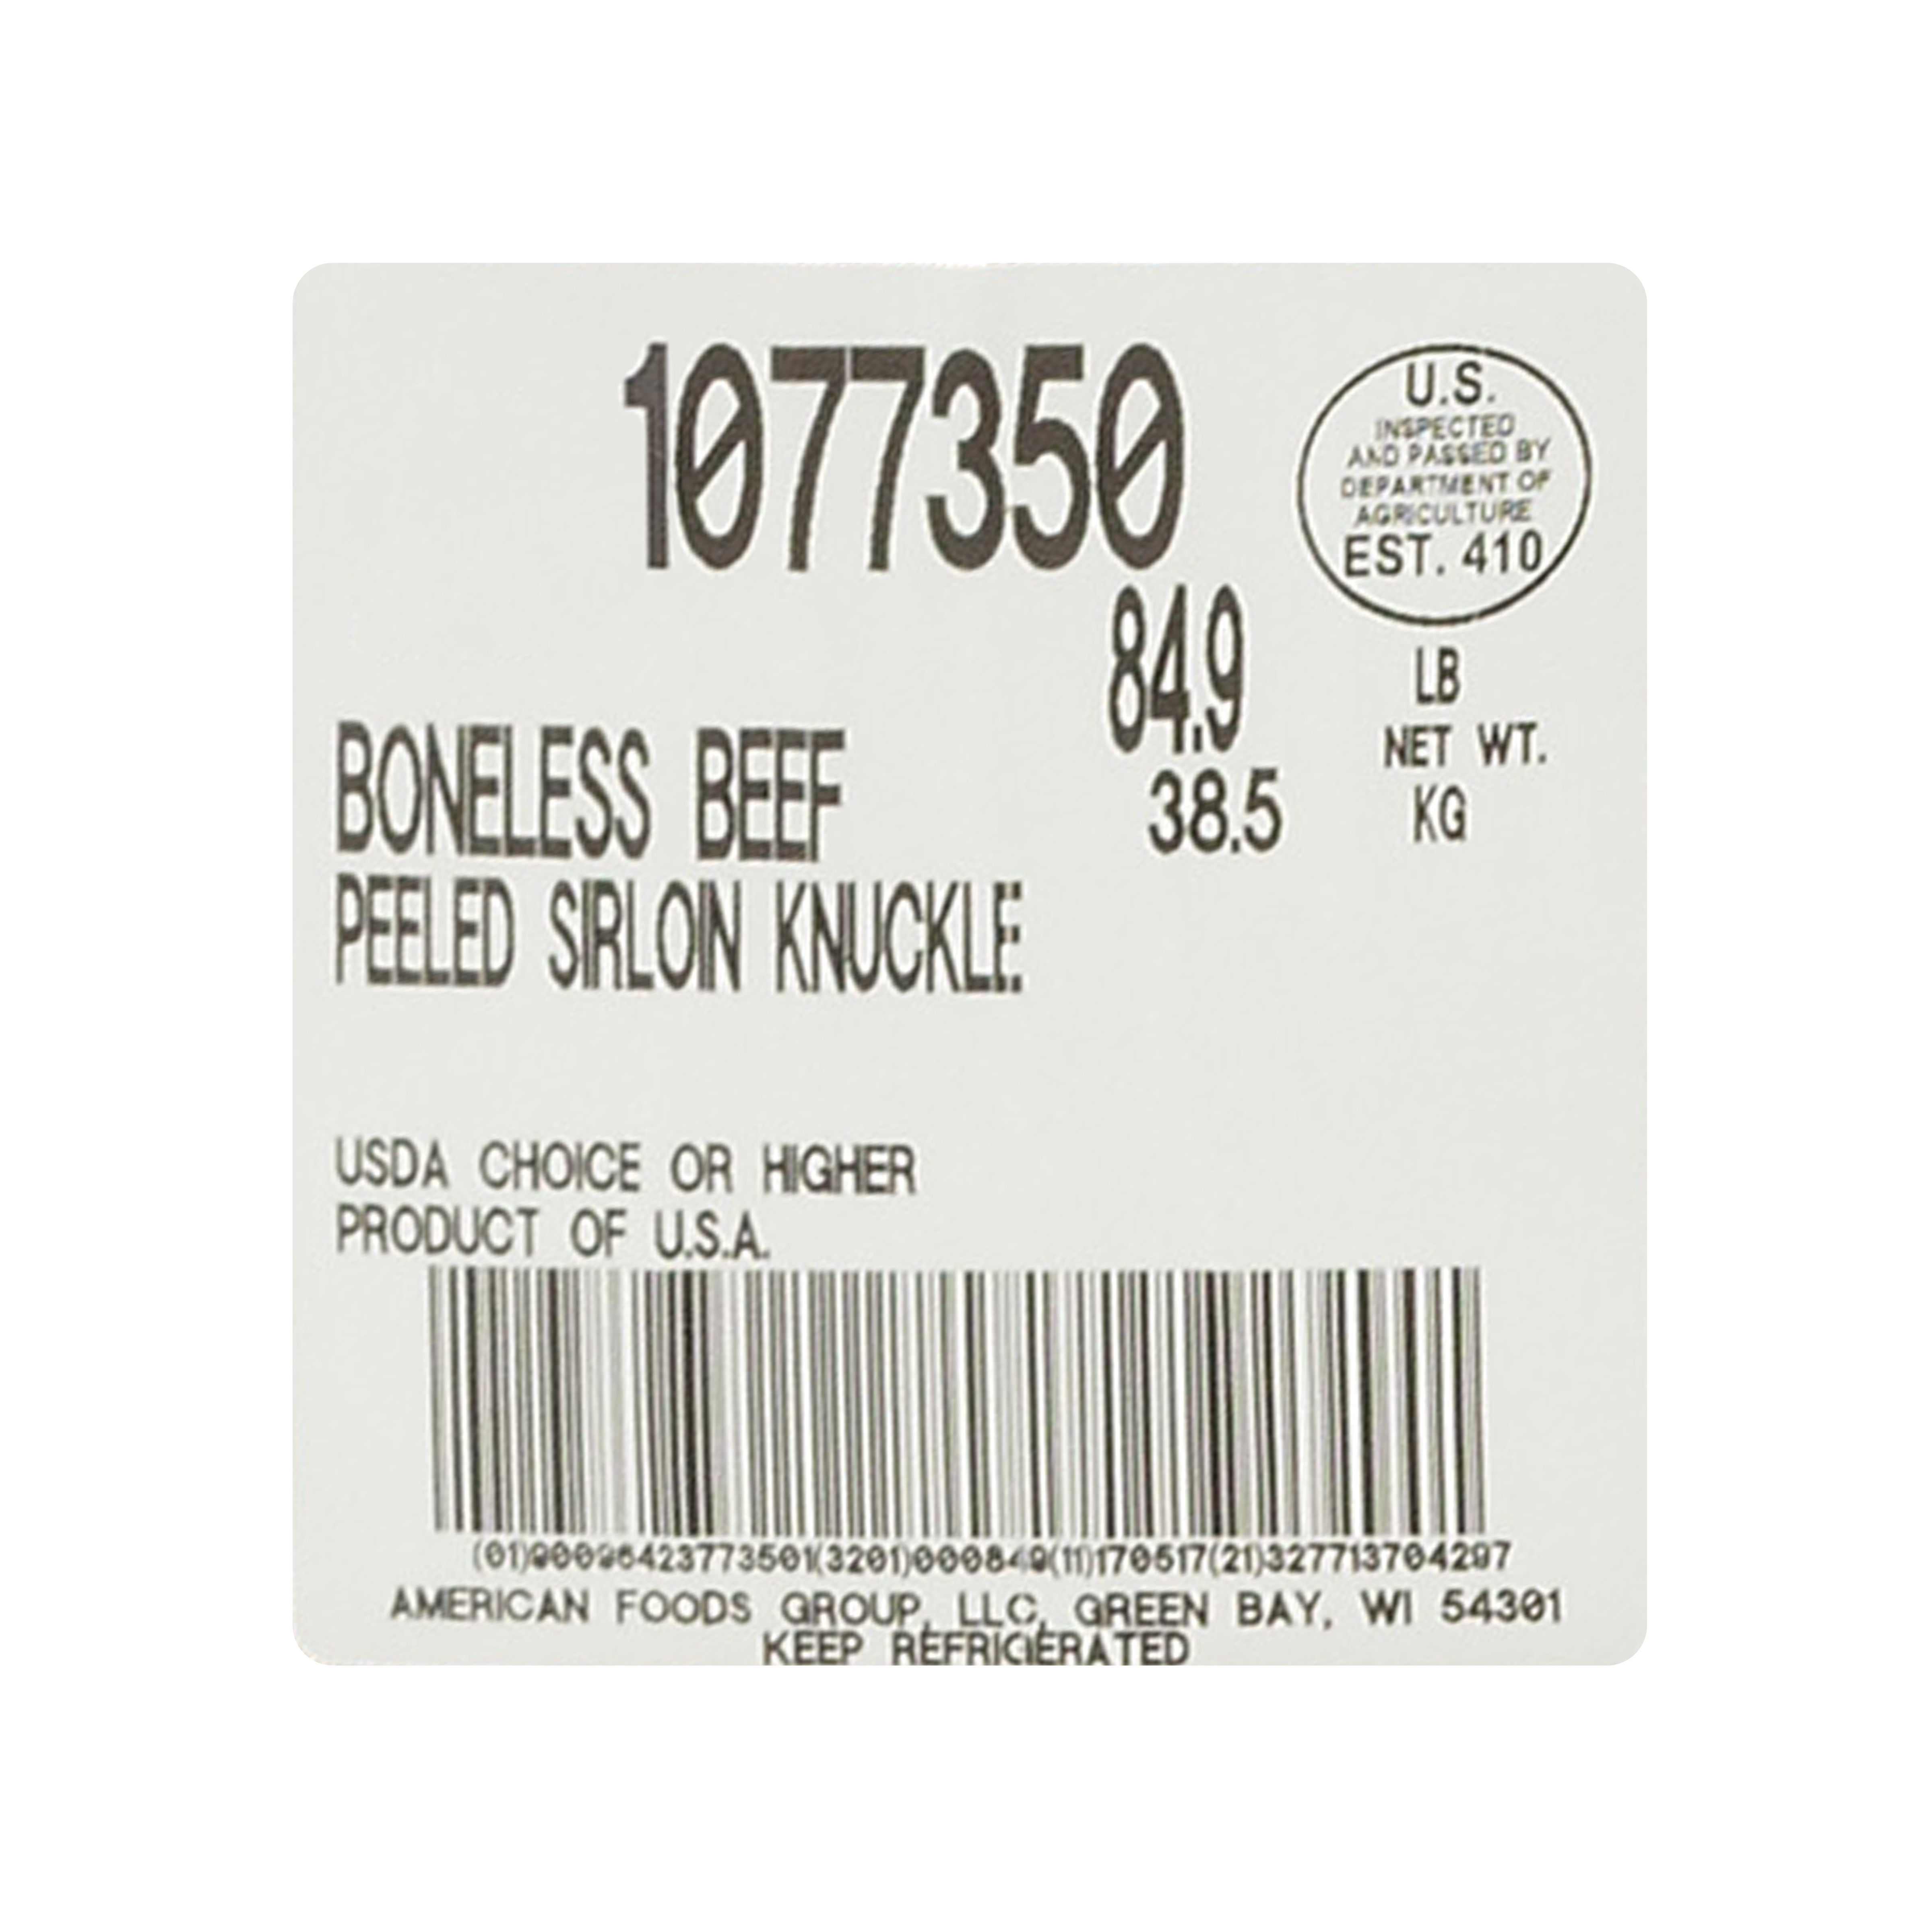 1077350
U.S.
INSPECTED
AND PASSED BY
DEPARTMENT OF
AGRICULTURE
EST. 410
84.9 LB
NET WT.
38.5 KG
BONELESS BEEF
PEELED SIRLOIN KNUCKLE
USDA CHOICE OR HIGHER
PRODUCT OF U.S.A.
(01)90096423773501(3201)000849(11)170517(21)327713704297
AMERICAN FOODS GROUP, LLC, GREEN BAY, WI 54301
KEEP REFRIGERATED